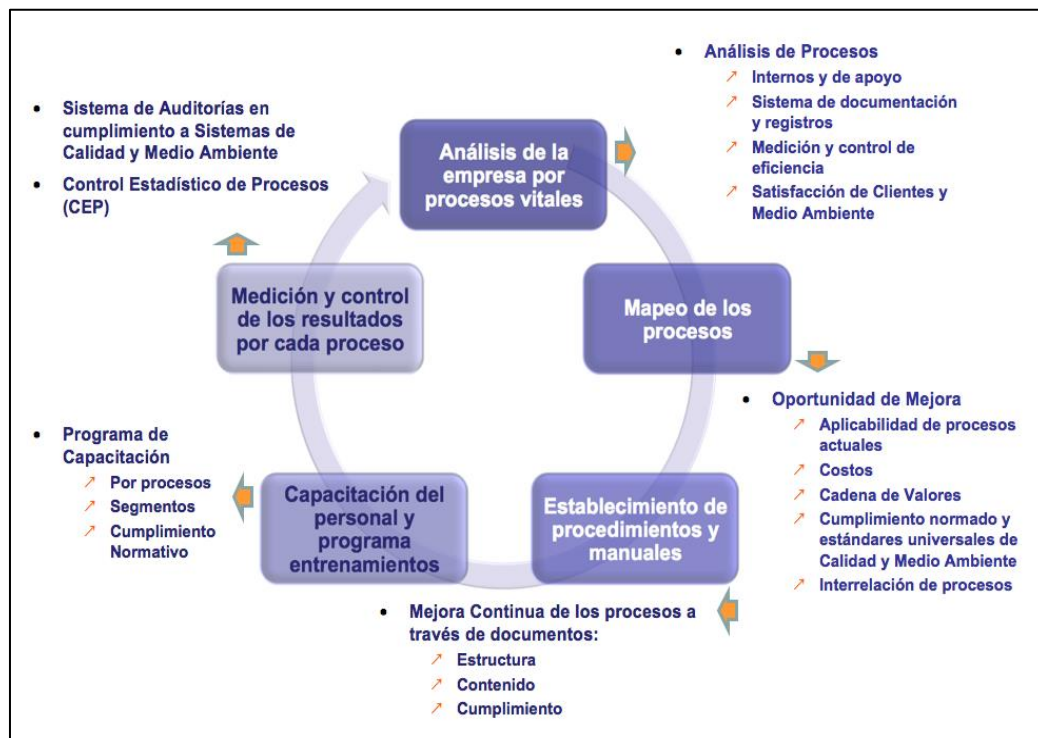 Análisis de la
empresa por
procesos vitales
• Análisis de Procesos
↗ Internos y de apoyo
↗ Sistema de documentación
y registros
↗ Medición y control de
eficiencia
↗ Satisfacción de Clientes y
Medio Ambiente
Mapeo de los
procesos
• Oportunidad de Mejora
↗ Aplicabilidad de procesos
actuales
↗ Costos
↗ Cadena de Valores
↗ Cumplimiento normado y
estándares universales de
Calidad y Medio Ambiente
↗ Interrelación de procesos
Establecimiento de
procedimientos y
manuales
• Mejora Continua de los procesos a
través de documentos:
↗ Estructura
↗ Contenido
↗ Cumplimiento
Capacitación del
personal y
programa
entrenamientos
• Programa de
Capacitación
↗ Por procesos
↗ Segmentos
↗ Cumplimiento
Normativo
Medición y control
de los resultados
por cada proceso
• Sistema de Auditorías en
cumplimiento a Sistemas de
Calidad y Medio Ambiente
• Control Estadístico de Procesos
(CEP)